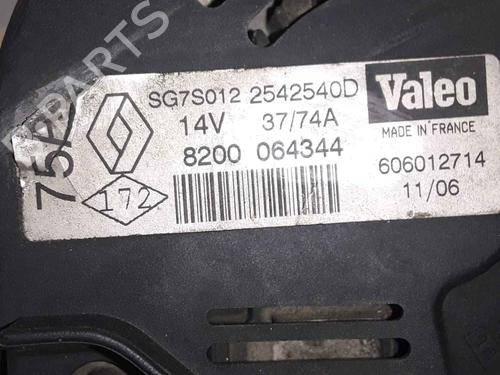 SG7S012 2542540D
14V 37/74A
8200 064344
172
Valeo
MADE IN FRANCE
606012714
11/06
PARTS